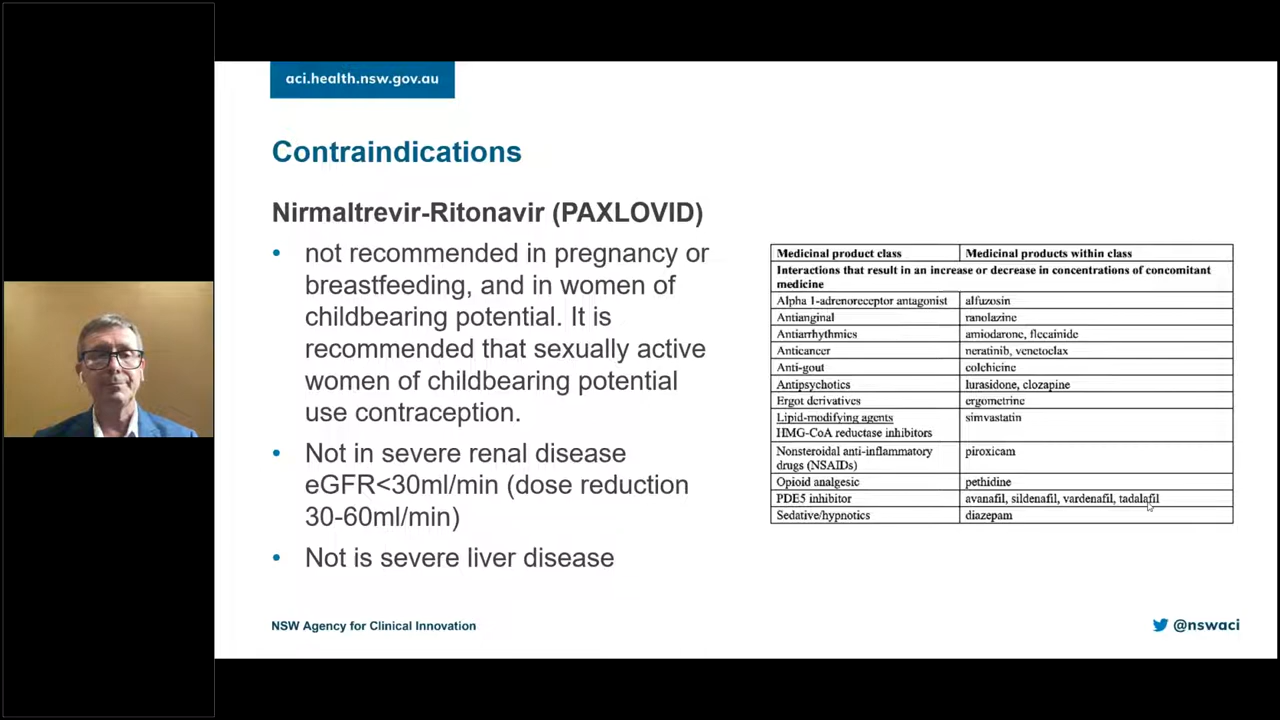 aci.health.nsw.gov.au
Contraindications
Nirmaltrevir-Ritonavir (PAXLOVID)
• not recommended in pregnancy or
breastfeeding, and in women of
childbearing potential. It is
recommended that sexually active
women of childbearing potential
use contraception.
• Not in severe renal disease
eGFR<30ml/min (dose reduction
30-60ml/min)
• Not is severe liver disease
Medicinal product class Medicinal products within class
Interactions that result in an increase or decrease in concentrations of concomitant
medicine
Alpha 1-adrenoreceptor antagonist alfuzosin
Antianginal ranolazine
Antiarrhythmics amiodarone, flecainide
Anticancer neratinib, venetoclax
Anti-gout colchicine
Antipsychotics lurasidone, clozapine
Ergot derivatives ergometrine
Lipid-modifying agents simvastatin
HMG-CoA reductase inhibitors
Nonsteroidal anti-inflammatory piroxicam
drugs (NSAIDs)
Opioid analgesic pethidine
PDE5 inhibitor avanafil, sildenafil, vardenafil, tadalafil
Sedative/hypnotics diazepam
NSW Agency for Clinical Innovation
@nswaci